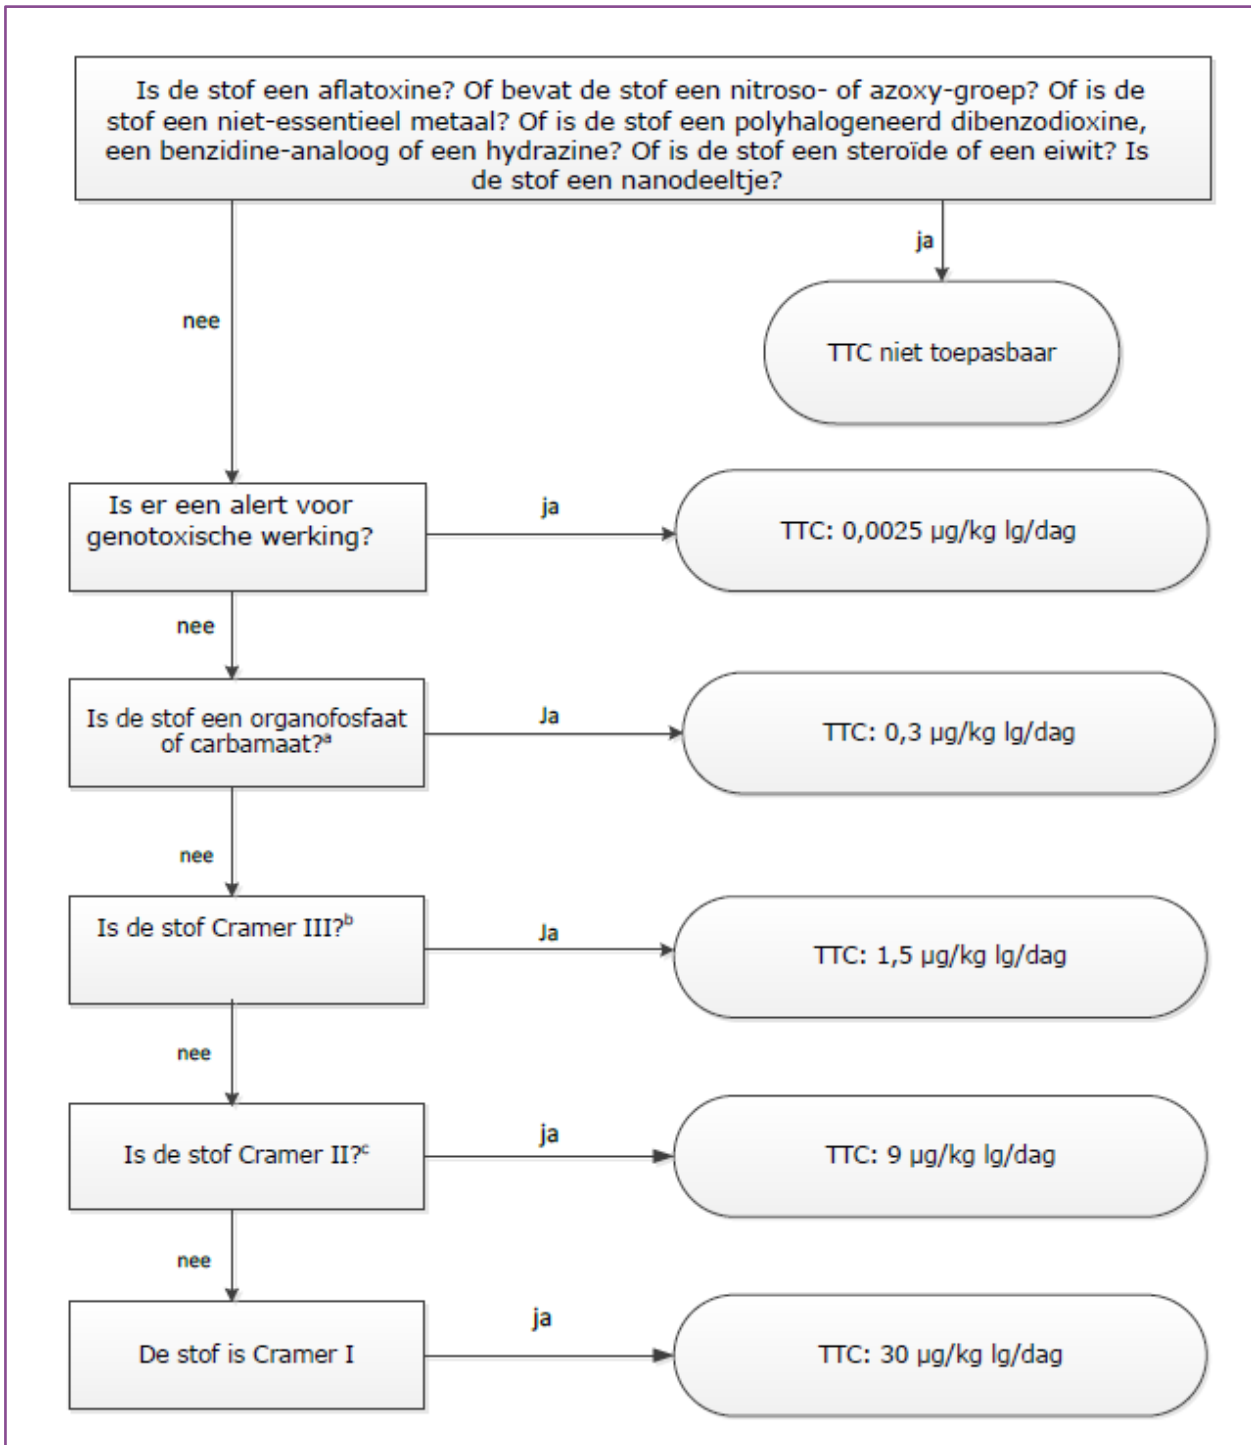 Is de stof een aflatoxine? Of bevat de stof een nitroso- of azoxy-groep? Of is de
stof een niet-essentieel metaal? Of is de stof een polyhalogeneerd dibenzodioxine,
een benzidine-analoog of een hydrazine? Of is de stof een steroïde of een eiwit? Is
de stof een nanodeeltje?
ja
nee
TTC niet toepasbaar
Is er een alert voor
genotoxische werking?
ja
TTC: 0,0025 µg/kg lg/dag
nee
Is de stof een organofosfaat
of carbamaat?ᵃ
Ja
TTC: 0,3 µg/kg lg/dag
nee
Is de stof Cramer III?ᵇ
Ja
TTC: 1,5 µg/kg lg/dag
nee
Is de stof Cramer II?ᶜ
ja
TTC: 9 µg/kg lg/dag
nee
De stof is Cramer I
ja
TTC: 30 µg/kg lg/dag